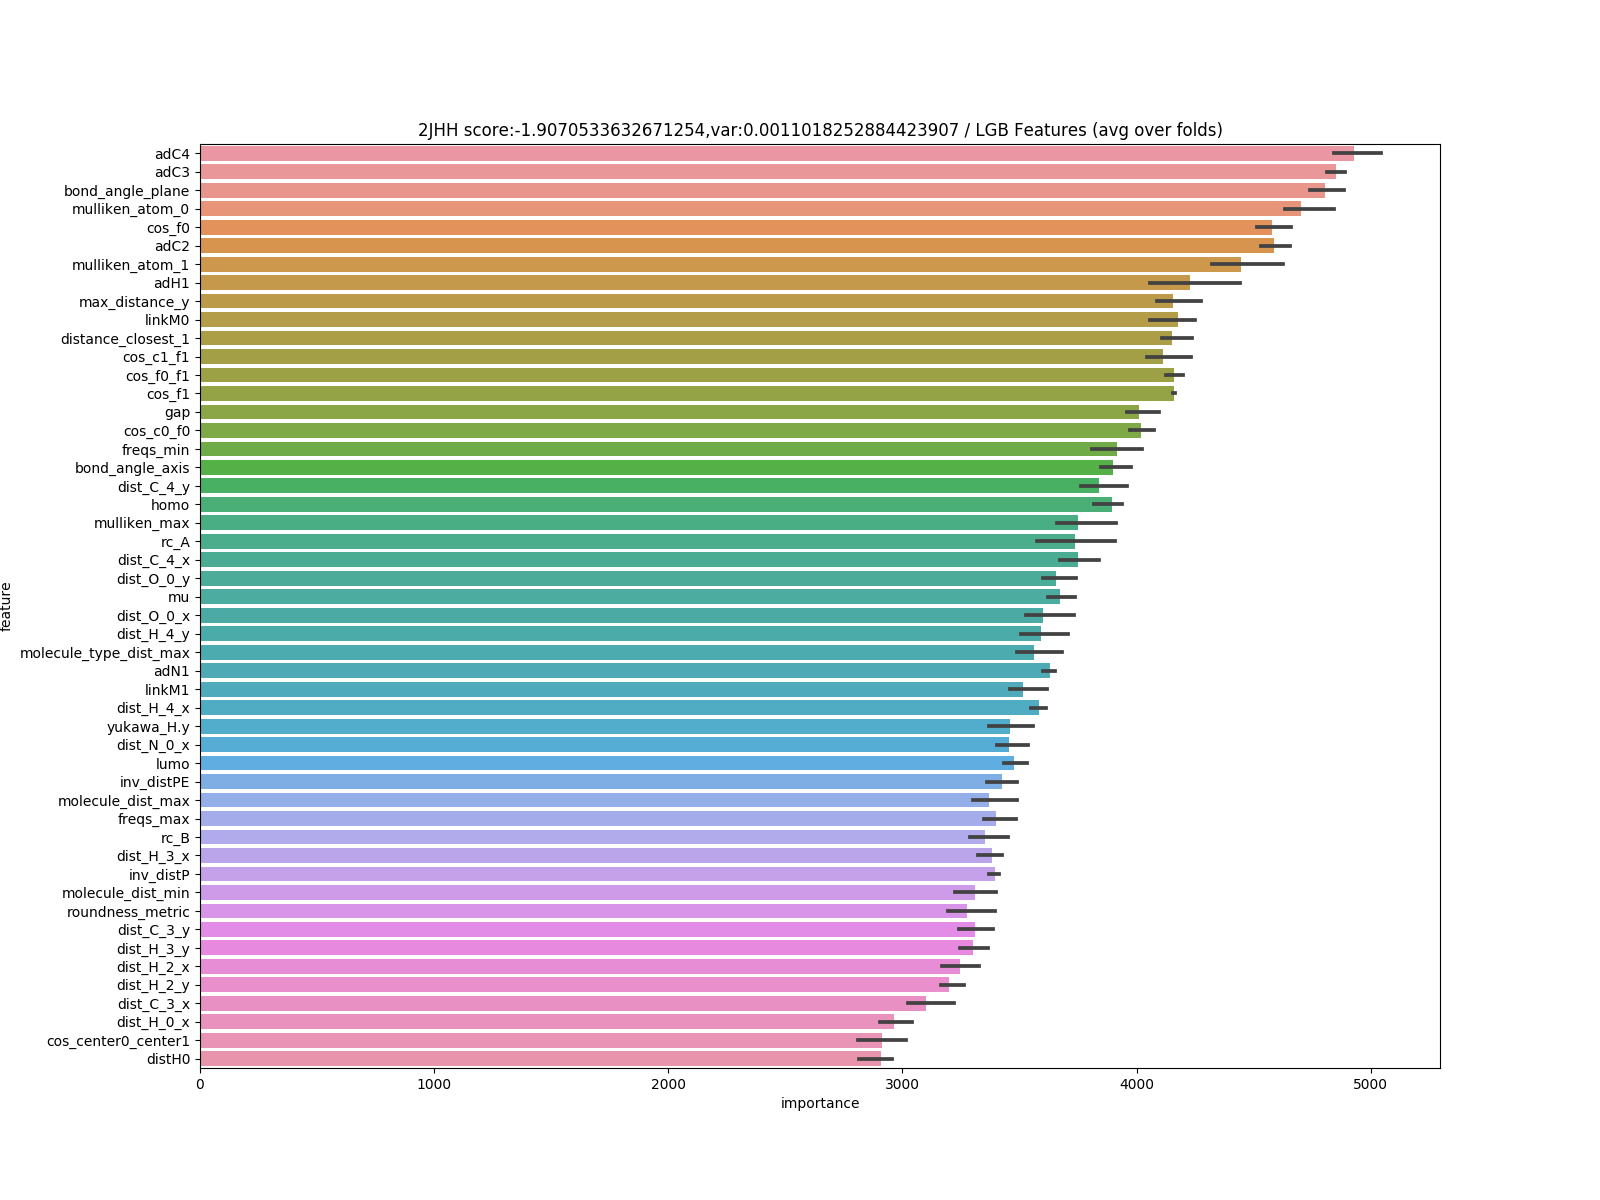 2JHH score:-1.9070533632671254,var:0.0011018252884423907 / LGB Features (avg over folds)
feature
adC4
adC3
bond_angle_plane
mulliken_atom_0
cos_f0
adC2
mulliken_atom_1
adH1
max_distance_y
linkM0
distance_closest_1
cos_c1_f1
cos_f0_f1
cos_f1
gap
cos_c0_f0
freqs_min
bond_angle_axis
dist_C_4_y
homo
mulliken_max
rc_A
dist_C_4_x
dist_O_0_y
mu
dist_O_0_x
dist_H_4_y
molecule_type_dist_max
adN1
linkM1
dist_H_4_x
yukawa_H.y
dist_N_0_x
lumo
inv_distPE
molecule_dist_max
freqs_max
rc_B
dist_H_3_x
inv_distP
molecule_dist_min
roundness_metric
dist_C_3_y
dist_H_3_y
dist_H_2_x
dist_H_2_y
dist_C_3_x
dist_H_0_x
cos_center0_center1
distH0
0 1000 2000 3000 4000 5000
importance